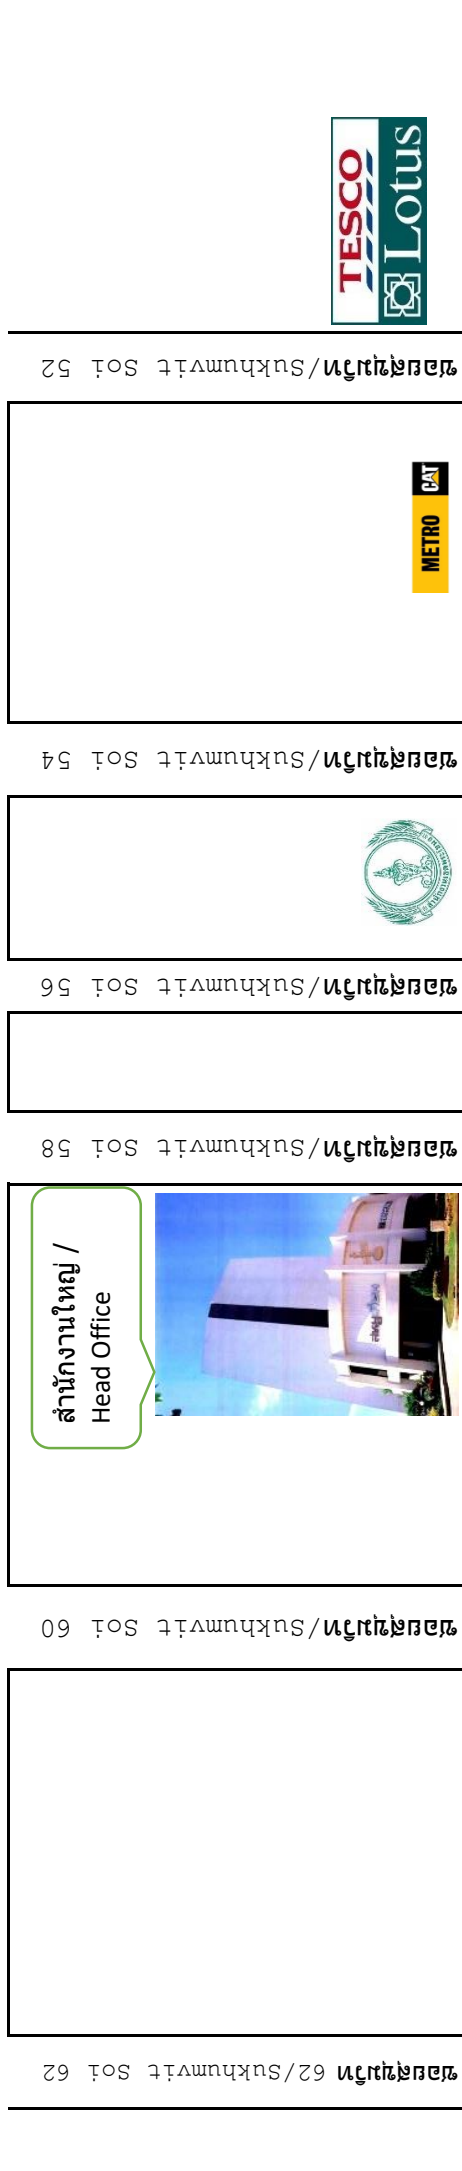 TESCO
Lotus
ซอยสุขุมวิท/Sukhumvit Soi 52
METRO CAT
ซอยสุขุมวิท/Sukhumvit Soi 54
ซอยสุขุมวิท/Sukhumvit Soi 56
ซอยสุขุมวิท/Sukhumvit Soi 58
สำนักงานใหญ่ /
Head Office
ซอยสุขุมวิท/Sukhumvit Soi 60
ซอยสุขุมวิท 62/Sukhumvit Soi 62